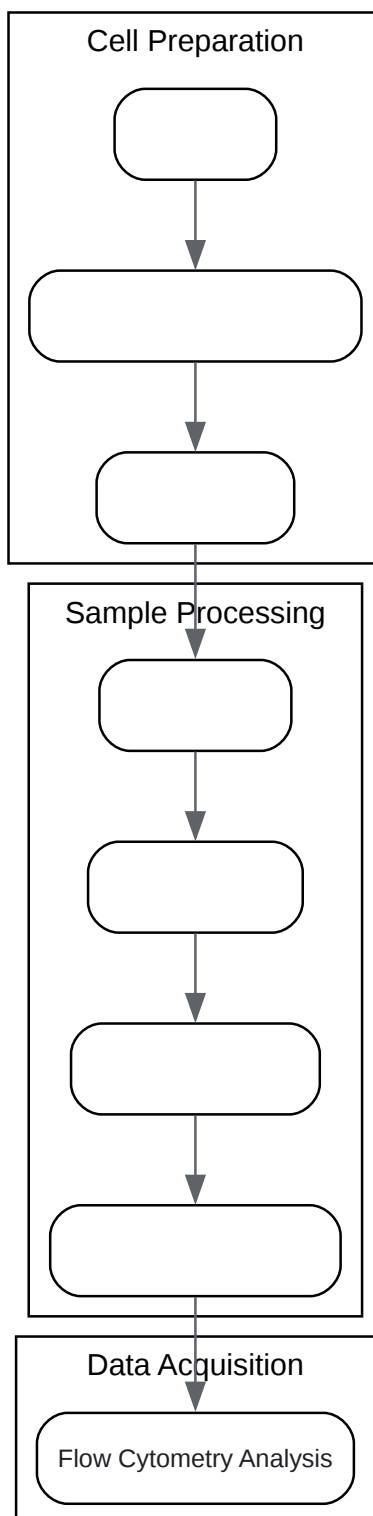 Cell Preparation
Sample Processing
Data Acquisition
Flow Cytometry Analysis